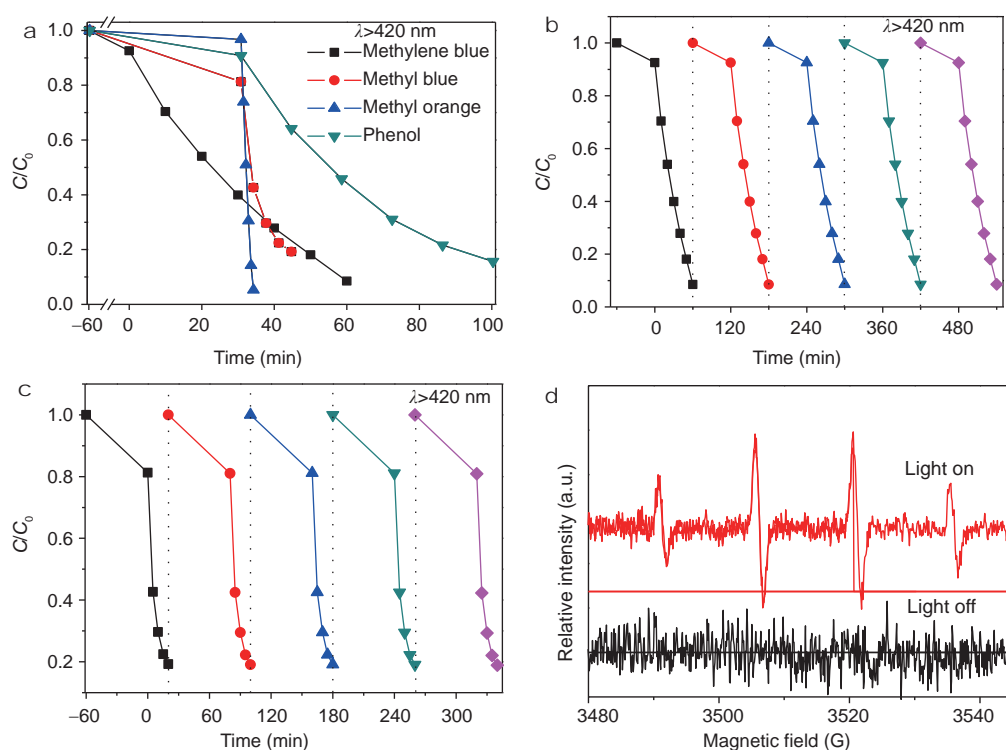 a
λ>420 nm
Methylene blue
Methyl blue
Methyl orange
Phenol
C/C0
1.0
0.8
0.6
0.4
0.2
0.0
–60 0 20 40 60 80 100
Time (min)
b
λ>420 nm
C/C0
1.0
0.8
0.6
0.4
0.2
0.0
0 120 240 360 480
Time (min)
c
λ>420 nm
C/C0
1.0
0.8
0.6
0.4
0.2
–60 0 60 120 180 240 300
Time (min)
d
Light on
Light off
Relative intensity (a.u.)
3480 3500 3520 3540
Magnetic field (G)